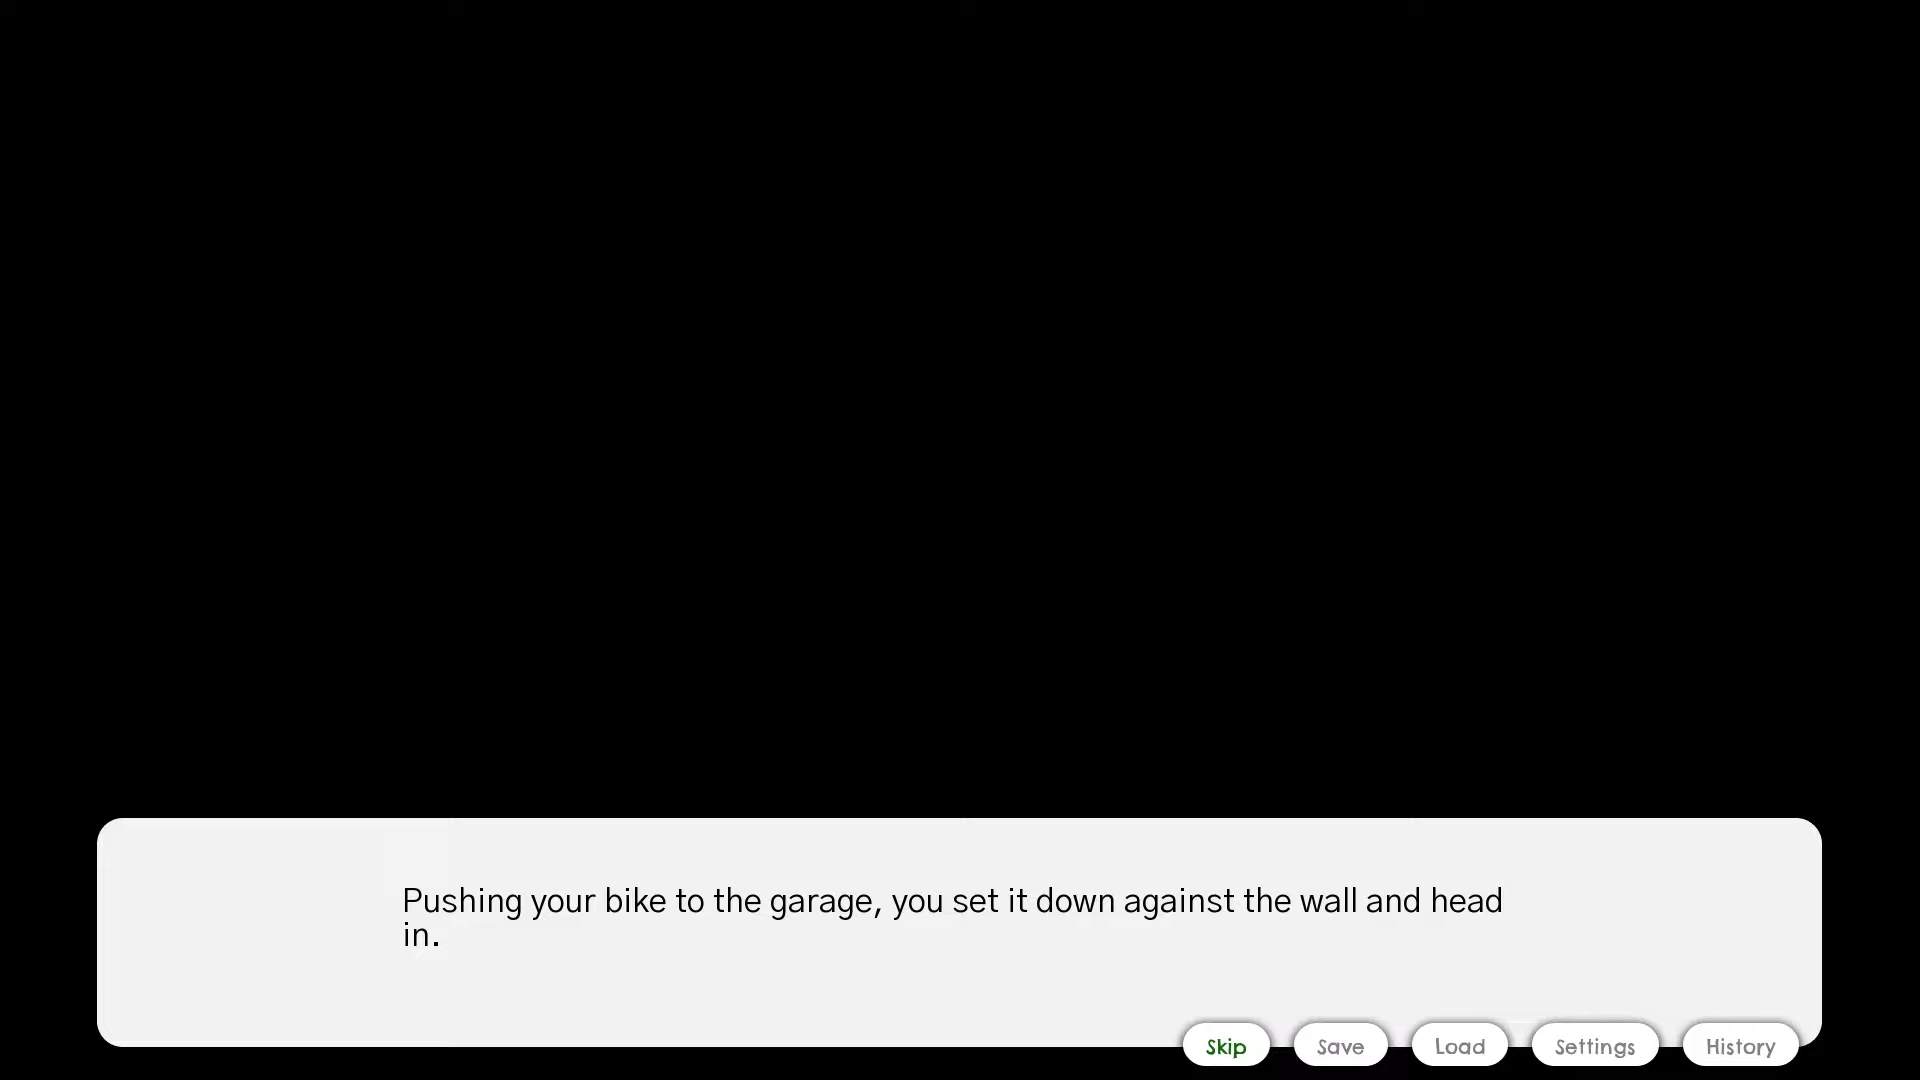 Pushing your bike to the garage, you set it down against the wall and head
in.
Skip Save Load Settings History